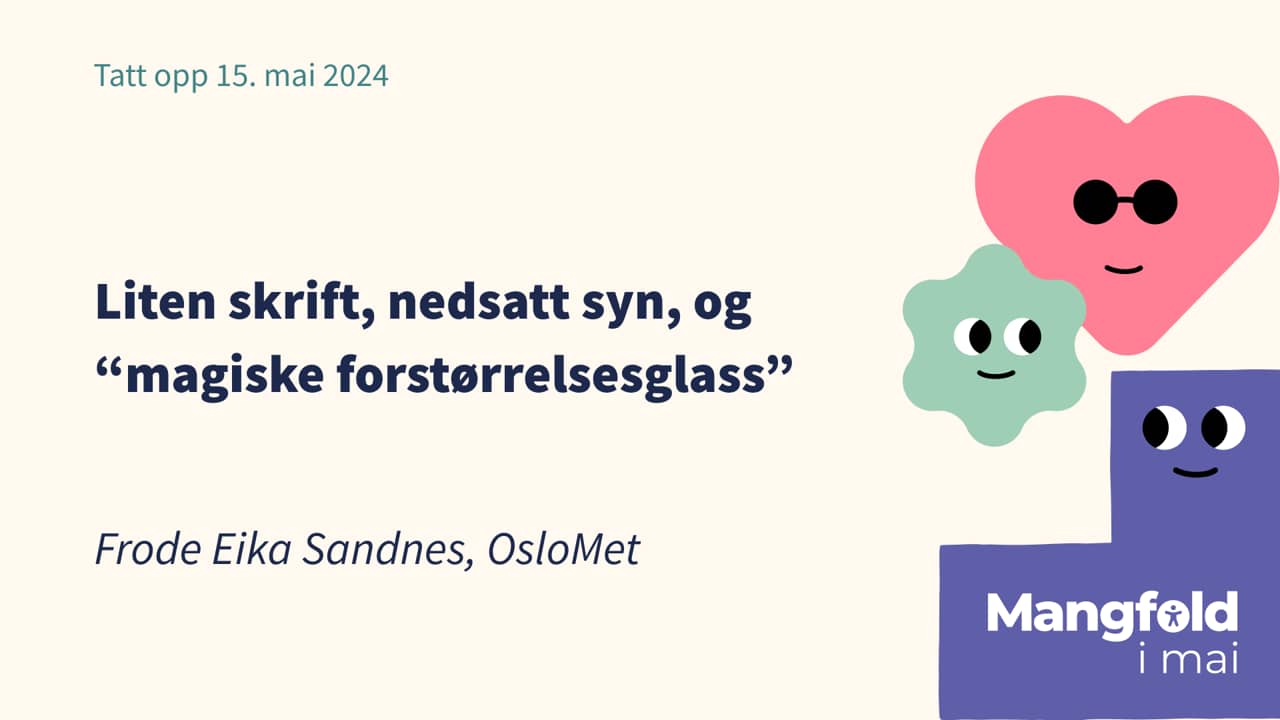 Tatt opp 15. mai 2024
Liten skrift, nedsatt syn, og
“magiske forstørrelsesglass”
Frode Eika Sandnes, OsloMet
Mangfold
i mai